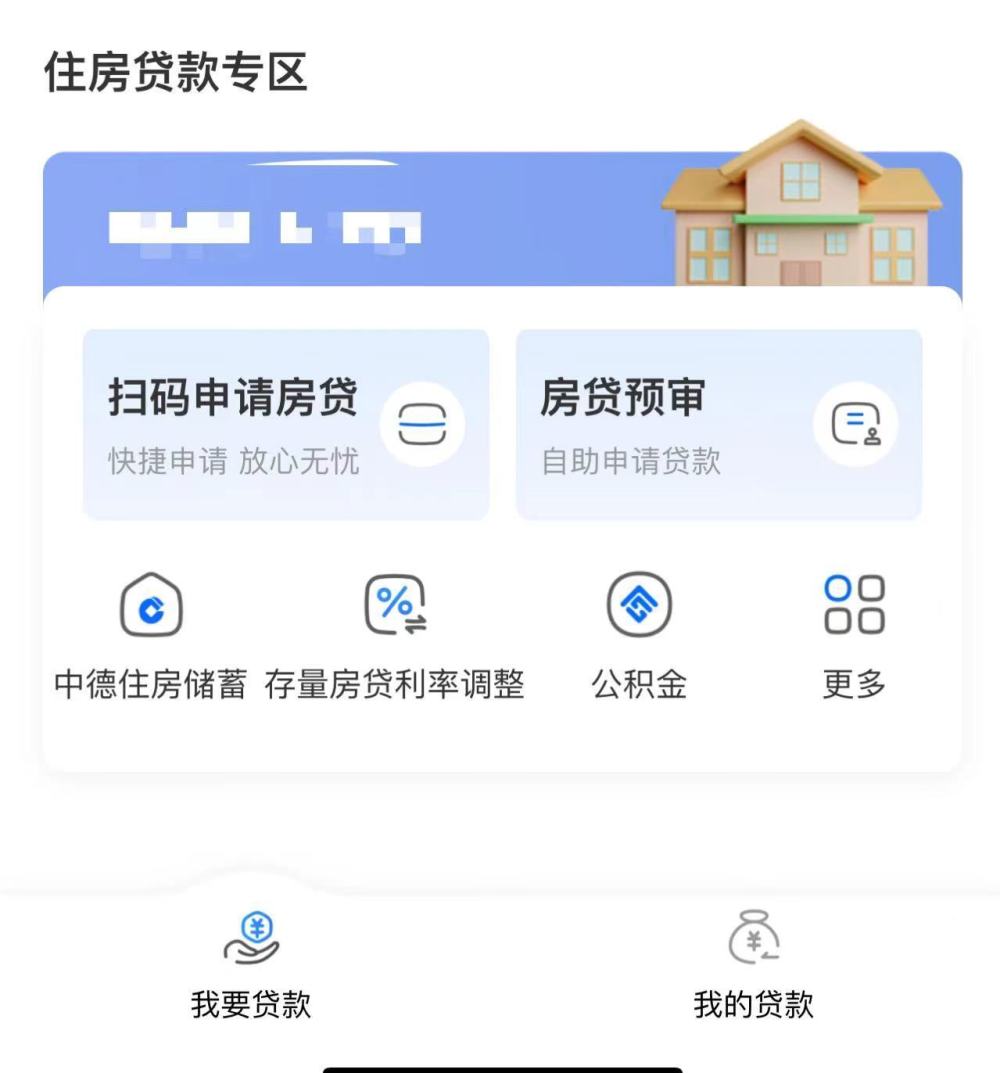 住房贷款专区
扫码申请房贷
快捷申请 放心无忧
房贷预审
自助申请贷款
中德住房储蓄
存量房贷利率调整
公积金
更多
我要贷款
我的贷款